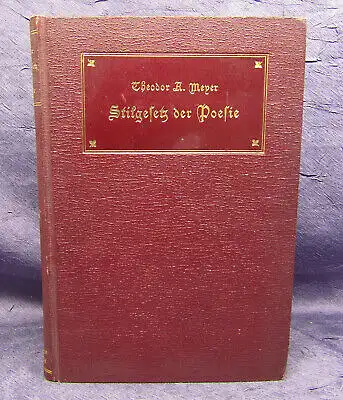 Theodor A. Meyer
Stilgesetz der Poesie